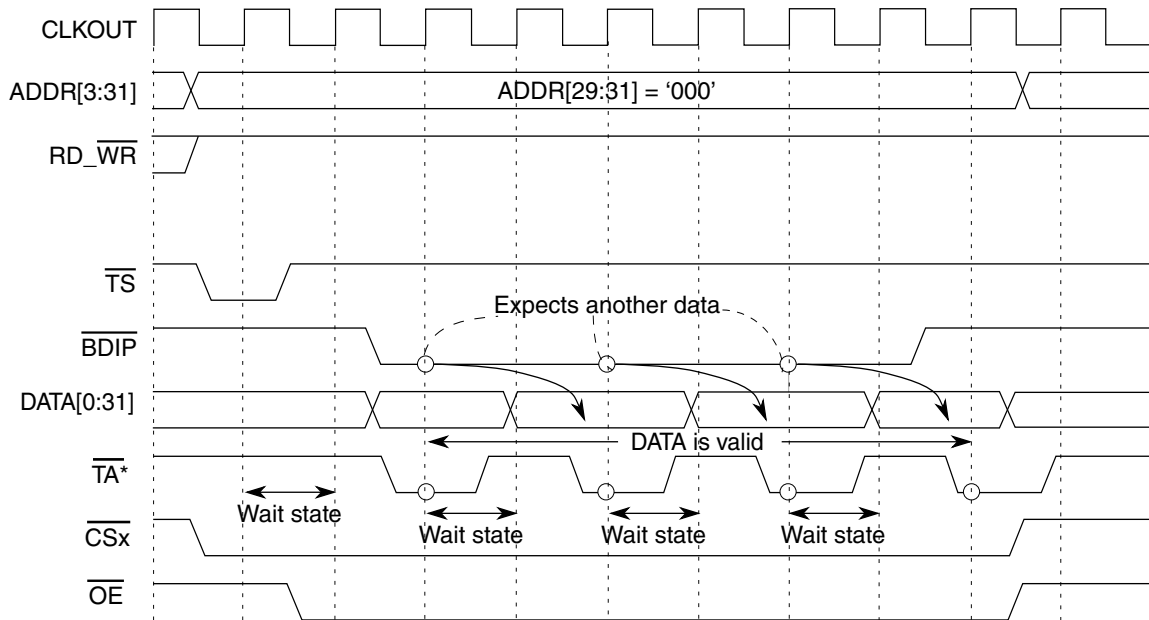 CLKOUT
ADDR[3:31]
ADDR[29:31] = ‘000’
RD_WR
TS
Expects another data
BDIP
DATA[0:31]
DATA is valid
TA*
Wait state
Wait state
Wait state
Wait state
CSx
OE